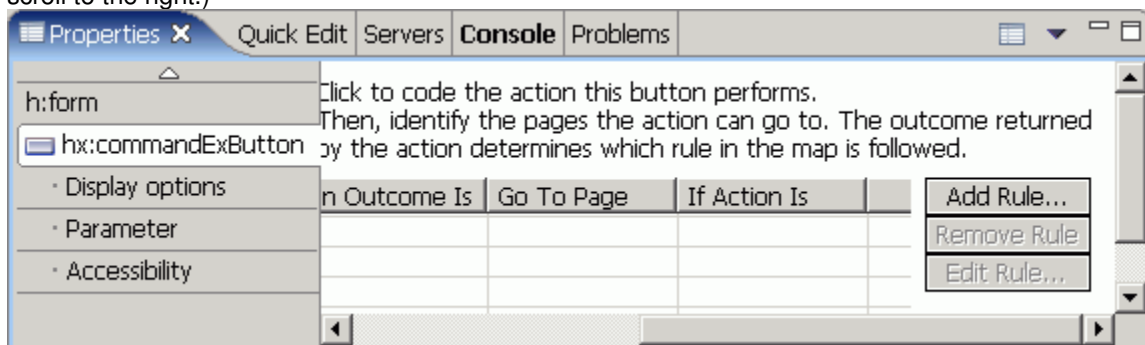 scroll to the right.)
Properties Quick Edit Servers Console Problems
h:form
hx:commandExButton
Display options
Parameter
Accessibility
Click to code the action this button performs.
Then, identify the pages the action can go to. The outcome returned
by the action determines which rule in the map is followed.
n Outcome Is Go To Page If Action Is
Add Rule...
Remove Rule
Edit Rule...